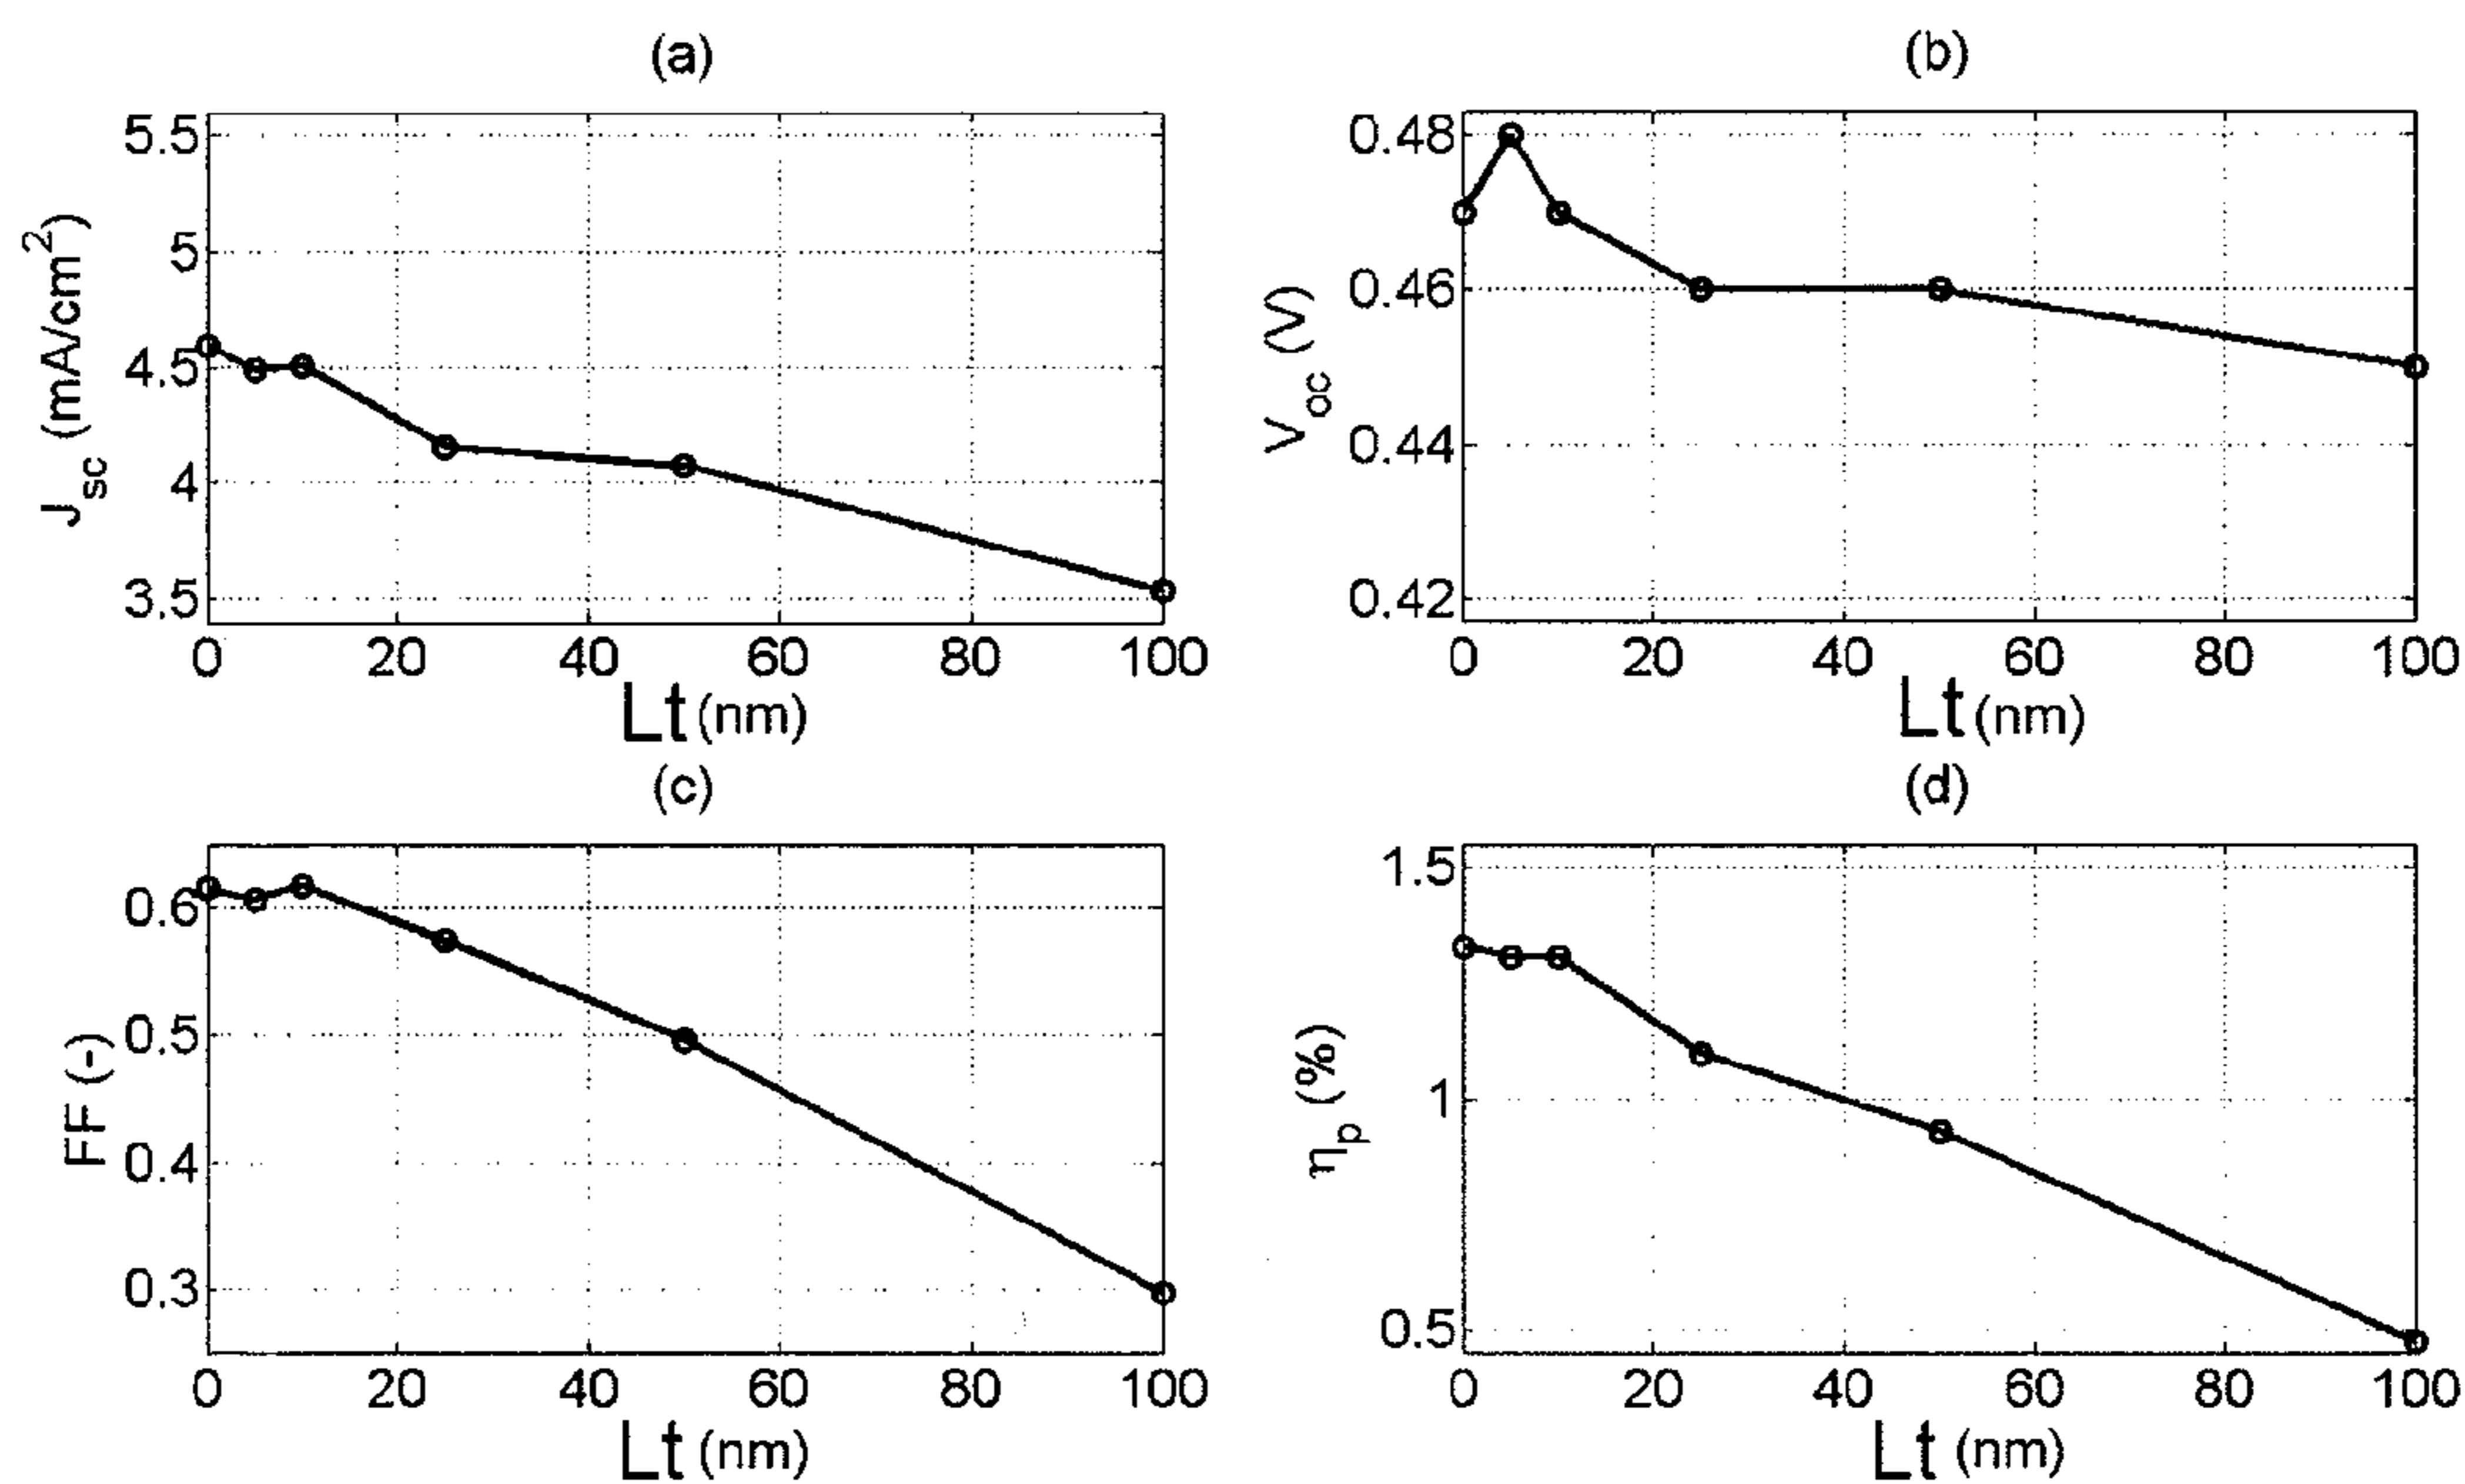 (a)
5.5
5
4.5
4
3.5
J_sc (mA/cm²)
0 20 40 60 80 100
Lt (nm)
(b)
0.48
0.46
0.44
0.42
V_oc (V)
0 20 40 60 80 100
Lt (nm)
(c)
0.6
0.5
0.4
0.3
FF (-)
0 20 40 60 80 100
Lt (nm)
(d)
1.5
1
0.5
η_p (%)
0 20 40 60 80 100
Lt (nm)